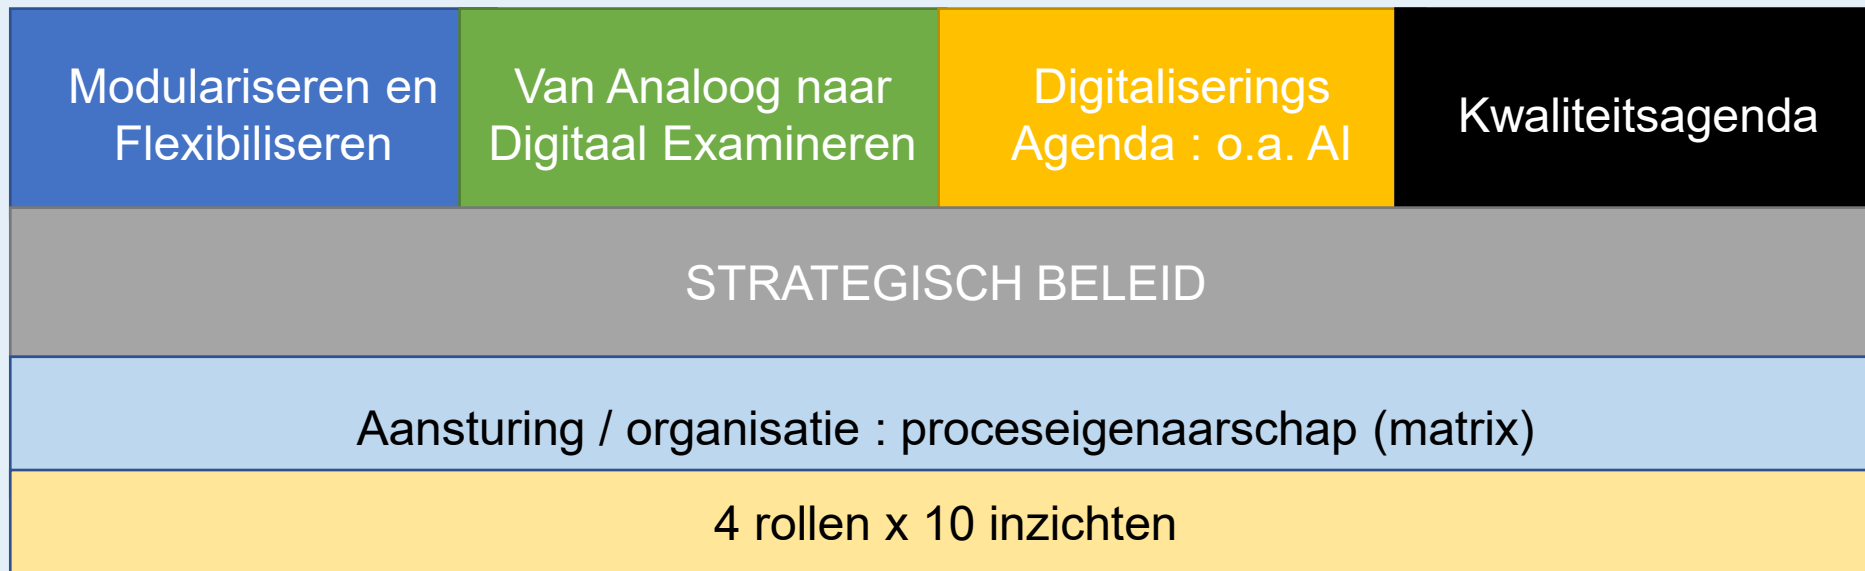 Modulariseren en
Flexibiliseren
Van Analoog naar
Digitaal Examineren
Digitaliserings
Agenda : o.a. AI
Kwaliteitsagenda
STRATEGISCH BELEID
Aansturing / organisatie : proceseigenaarschap (matrix)
4 rollen x 10 inzichten